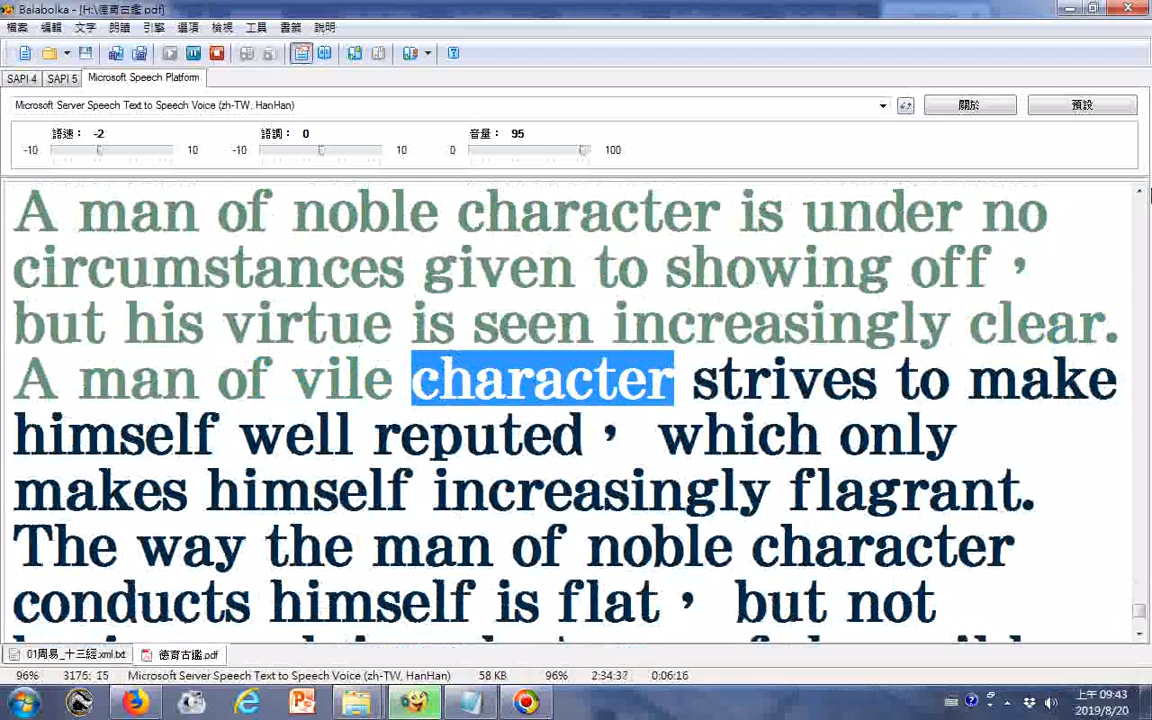 Balabolka - [H:\德育古鑑.pdf]
檔案 編輯 文字 朗讀 引擎 選項 檢視 工具 書籤 說明
SAPI 4 SAPI 5 Microsoft Speech Platform
Microsoft Server Speech Text to Speech Voice (zh-TW, HanHan) 關於 預設
語速： -2 語調： 0 音量： 95
-10 10 -10 10 0 100
A man of noble character is under no
circumstances given to showing off，
but his virtue is seen increasingly clear.
A man of vile character strives to make
himself well reputed， which only
makes himself increasingly flagrant.
The way the man of noble character
conducts himself is flat， but not
01周易_十三經.xml.txt 德育古鑑.pdf
96% 3176: 15 Microsoft Server Speech Text to Speech Voice (zh-TW, HanHan) 58 KB 96% 2:34:37 0:06:16
上午 09:43
2019/8/20